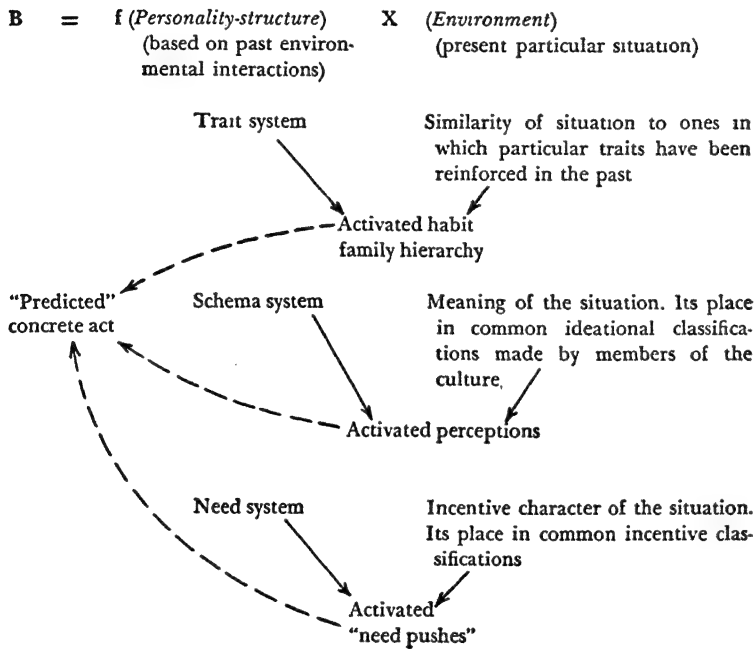 B = f (Personality-structure) X (Environment)
(based on past environ- (present particular situation)
mental interactions)
Trait system
Similarity of situation to ones in
which particular traits have been
reinforced in the past
Activated habit
family hierarchy
"Predicted"
concrete act
Schema system
Meaning of the situation. Its place
in common ideational classifica-
tions made by members of the
culture.
Activated perceptions
Need system
Incentive character of the situation.
Its place in common incentive clas-
sifications
Activated
"need pushes"